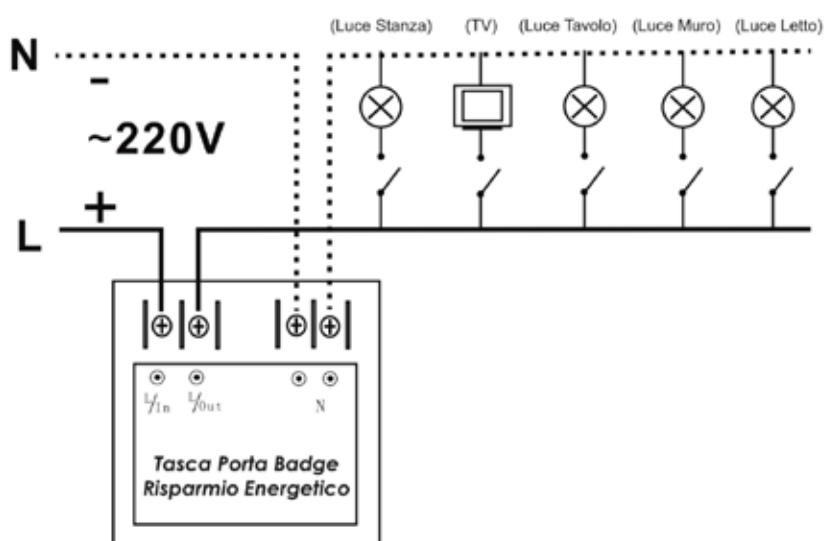 (Luce Stanza) (TV) (Luce Tavolo) (Luce Muro) (Luce Letto)
N
-
~220V
+
L
L/In L/Out N
Tasca Porta Badge
Risparmio Energetico